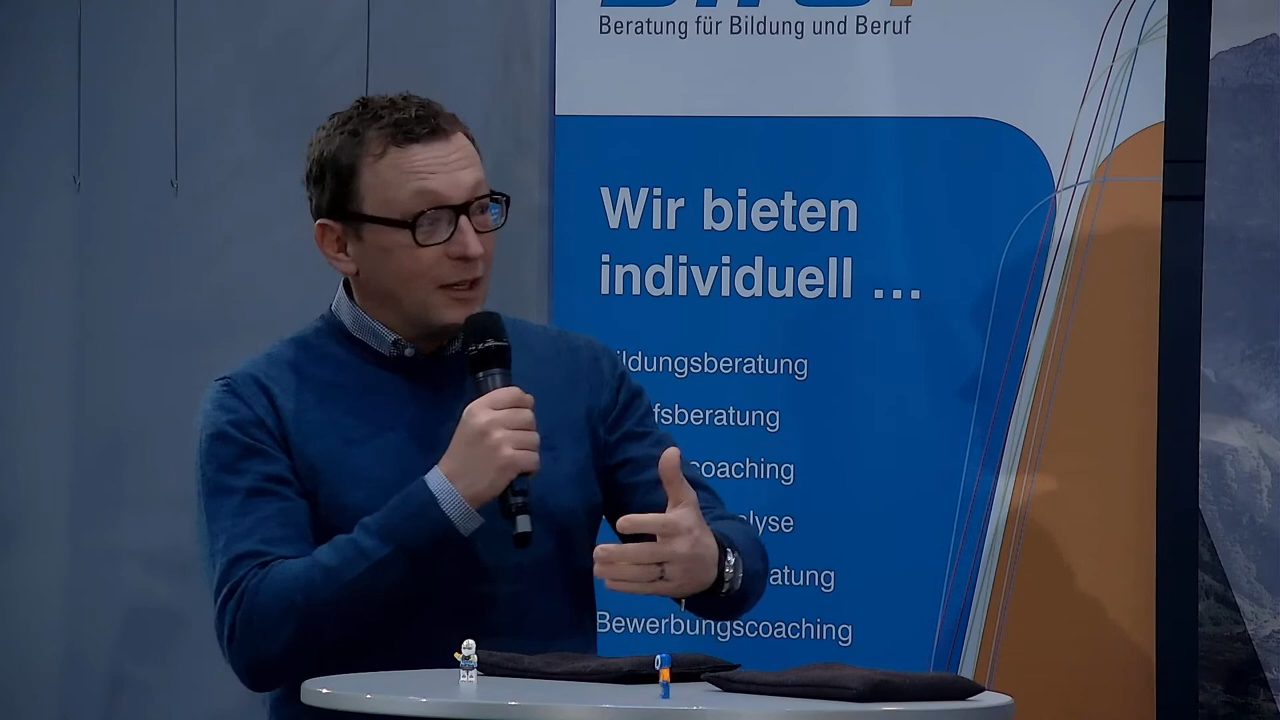 Beratung für Bildung und Beruf
Wir bieten
individuell ...
ildungsberatung
fsberatung
coaching
lyse
atung
Bewerbungscoaching